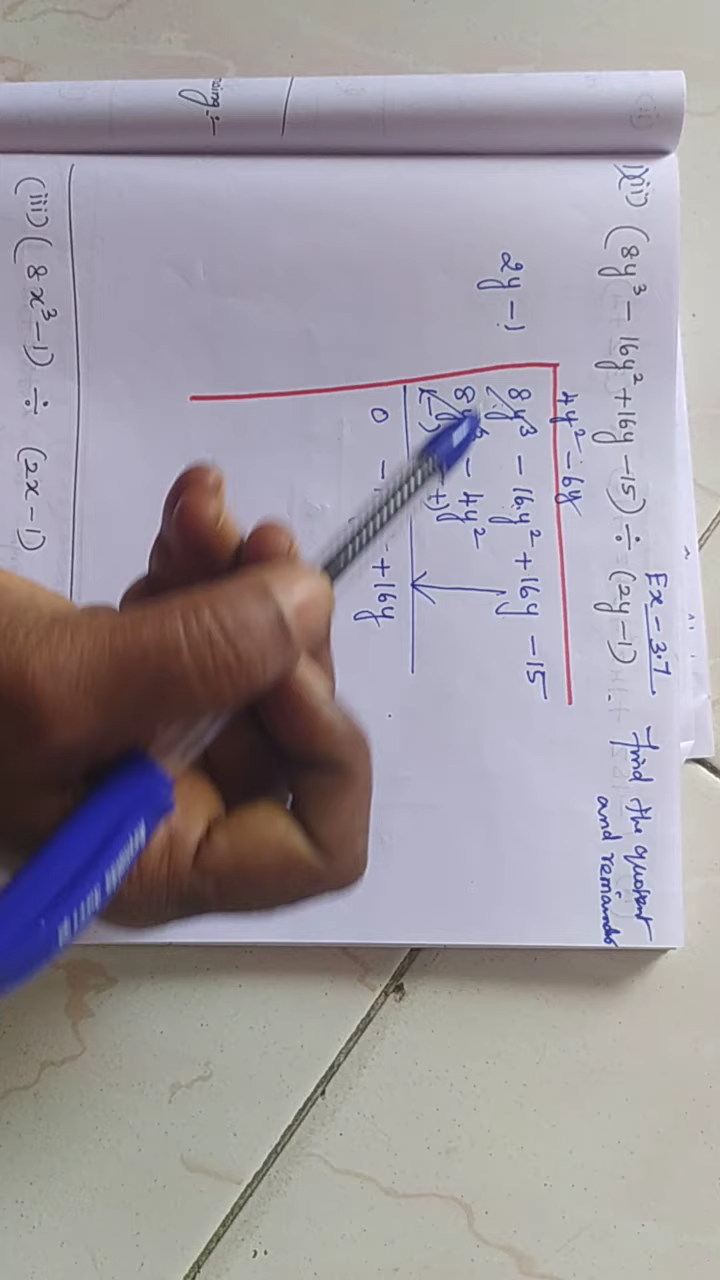 Ex - 3.7
(ii) (8y³ - 16y² + 16y - 15) ÷ (2y - 1) find the quotient and remainder
4y² - 6y
2y - 1
8y³ - 16y² + 16y - 15
8y³ - 4y²
(-) (+)
0 - + 16y
(iii) (8x³ - 1) ÷ (2x - 1)